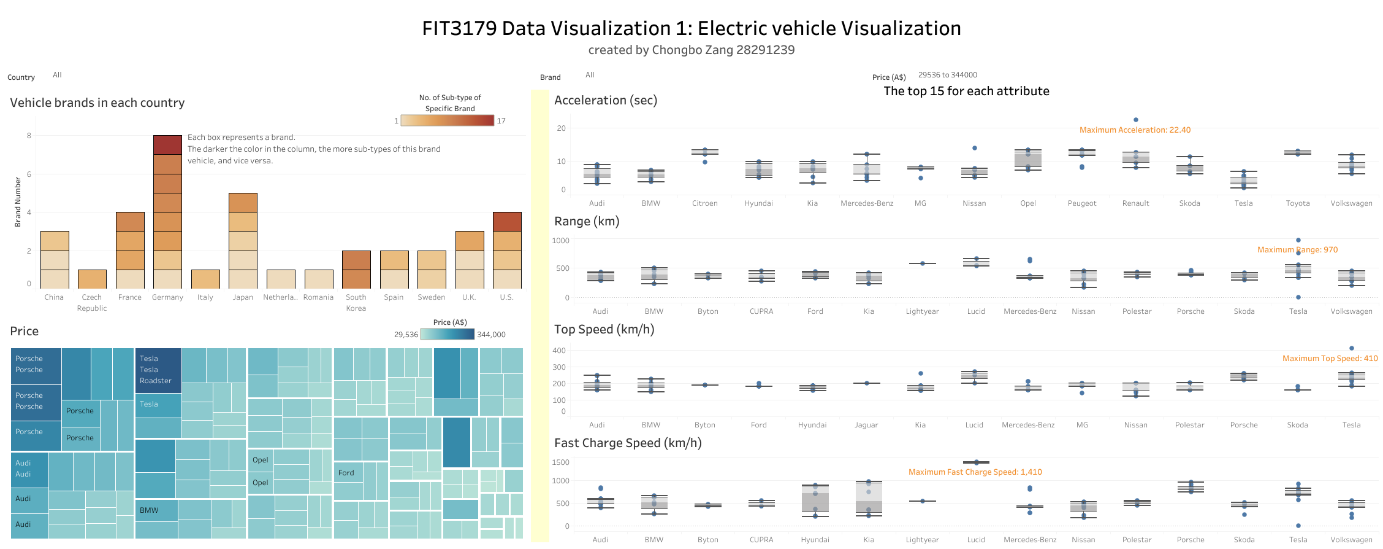 FIT3179 Data Visualization 1: Electric vehicle Visualization
created by Chongbo Zang 28291239
Country All
Brand All
Price (A$) 29536 to 344000
The top 15 for each attribute
Vehicle brands in each country
No. of Sub-type of
Specific Brand
1 17
Each box represents a brand.
The darker the color in the column, the more sub-types of this brand
vehicle, and vice versa.
Brand Number
8
6
4
2
0
China Czech Republic France Germany Italy Japan Netherla.. Romania South Korea Spain Sweden U.K. U.S.
Price
Price (A$)
29,536 344,000
Porsche
Porsche
Porsche
Porsche
Porsche
Porsche
Porsche
Audi
Audi
Audi
Audi
Tesla
Tesla
Roadster
Tesla
BMW
Opel
Opel
Ford
Acceleration (sec)
Maximum Acceleration: 22.40
20
10
0
Audi BMW Citroen Hyundai Kia Mercedes-Benz MG Nissan Opel Peugeot Renault Skoda Tesla Toyota Volkswagen
Range (km)
Maximum Range: 970
1000
500
0
Audi BMW Byton CUPRA Ford Hyundai Kia Lightyear Lucid Mercedes-Benz Nissan Polestar Porsche Skoda Tesla Volkswagen
Top Speed (km/h)
Maximum Top Speed: 410
400
300
200
100
0
Audi BMW Byton Ford Hyundai Jaguar Kia Lucid Mercedes-Benz MG Nissan Polestar Porsche Skoda Tesla
Fast Charge Speed (km/h)
Maximum Fast Charge Speed: 1,410
1500
1000
500
0
Audi BMW Byton CUPRA Hyundai Kia Lightyear Lucid Mercedes-Benz Nissan Polestar Porsche Skoda Tesla Volkswagen